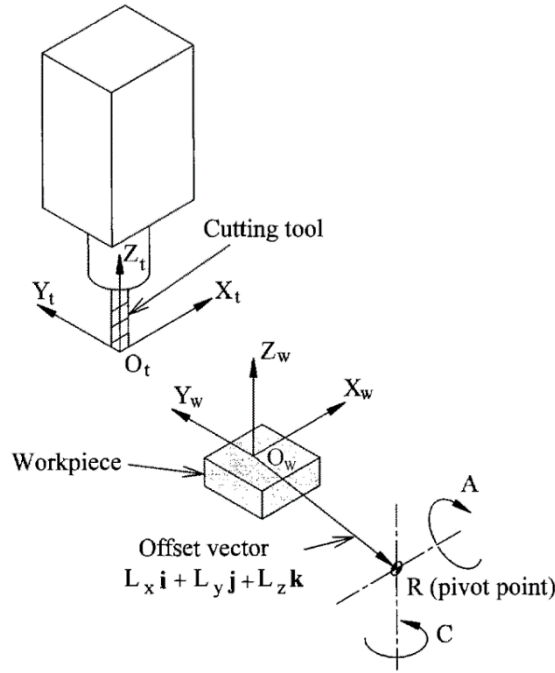 Cutting tool
Z_t
Y_t
X_t
O_t
Z_w
Y_w
X_w
O_w
Workpiece
A
Offset vector
L_x i + L_y j + L_z k
R (pivot point)
C